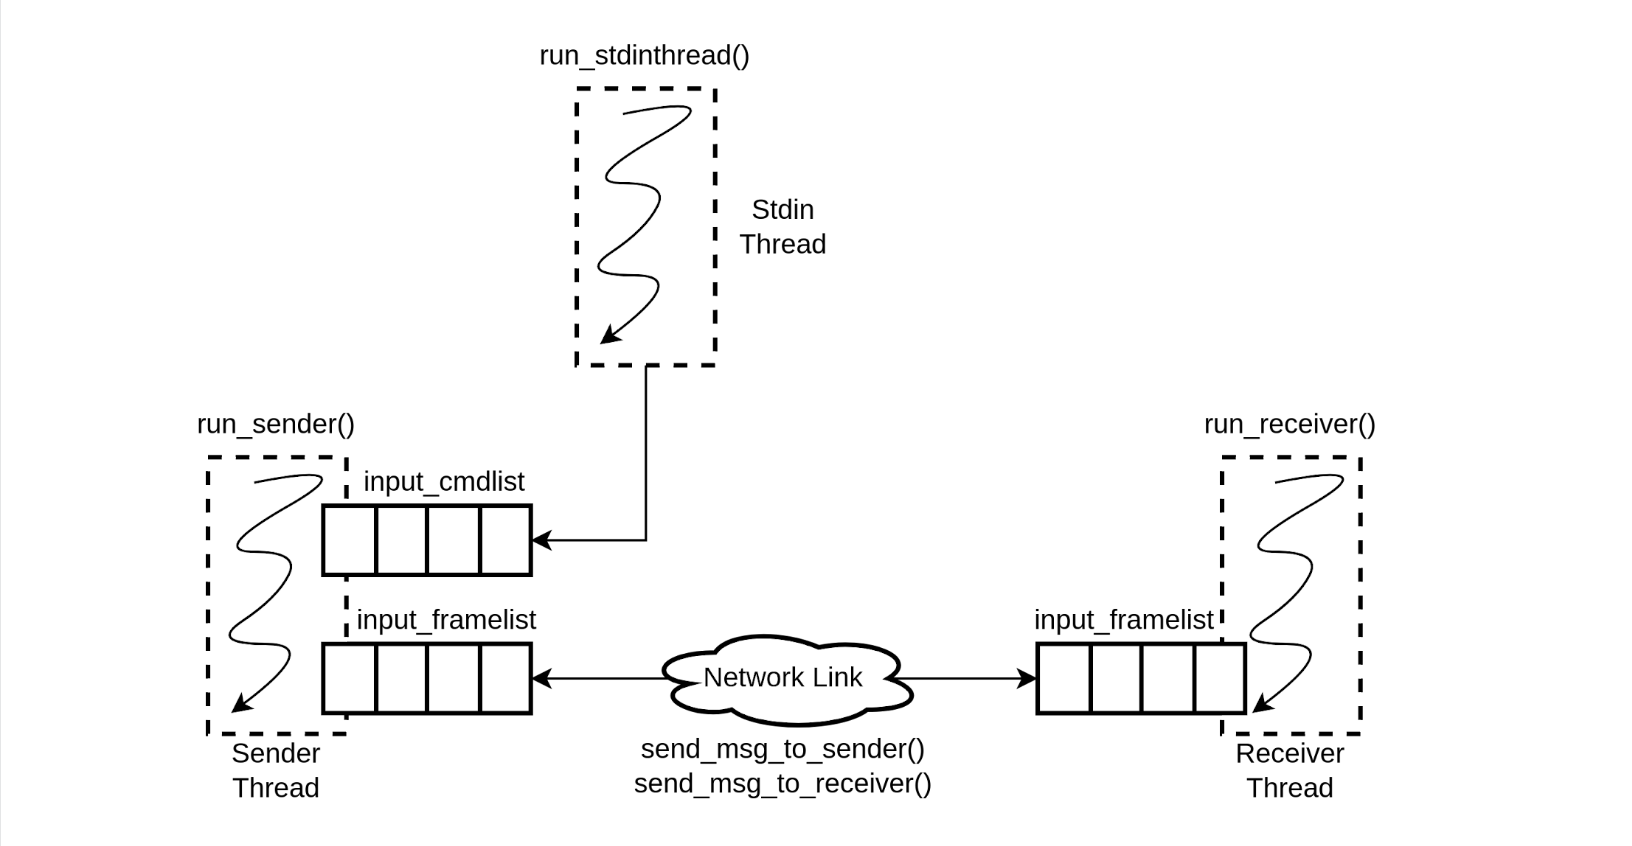 run_stdinthread()
Stdin
Thread
run_sender()
run_receiver()
input_cmdlist
input_framelist
input_framelist
Network Link
send_msg_to_sender()
send_msg_to_receiver()
Sender
Thread
Receiver
Thread